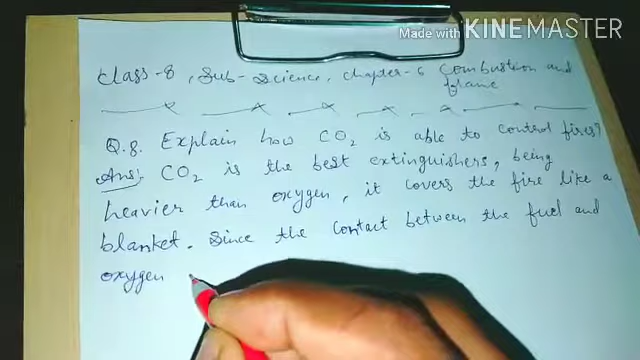 Made with KINEMASTER
Class-8, Sub- Science, chapter-6 Combustion and
flame
Q.8. Explain how CO2 is able to control fires?
Ans: CO2 is the best extinguishers, being
heavier than oxygen, it covers the fire like a
blanket. Since the contact between the fuel and
oxygen